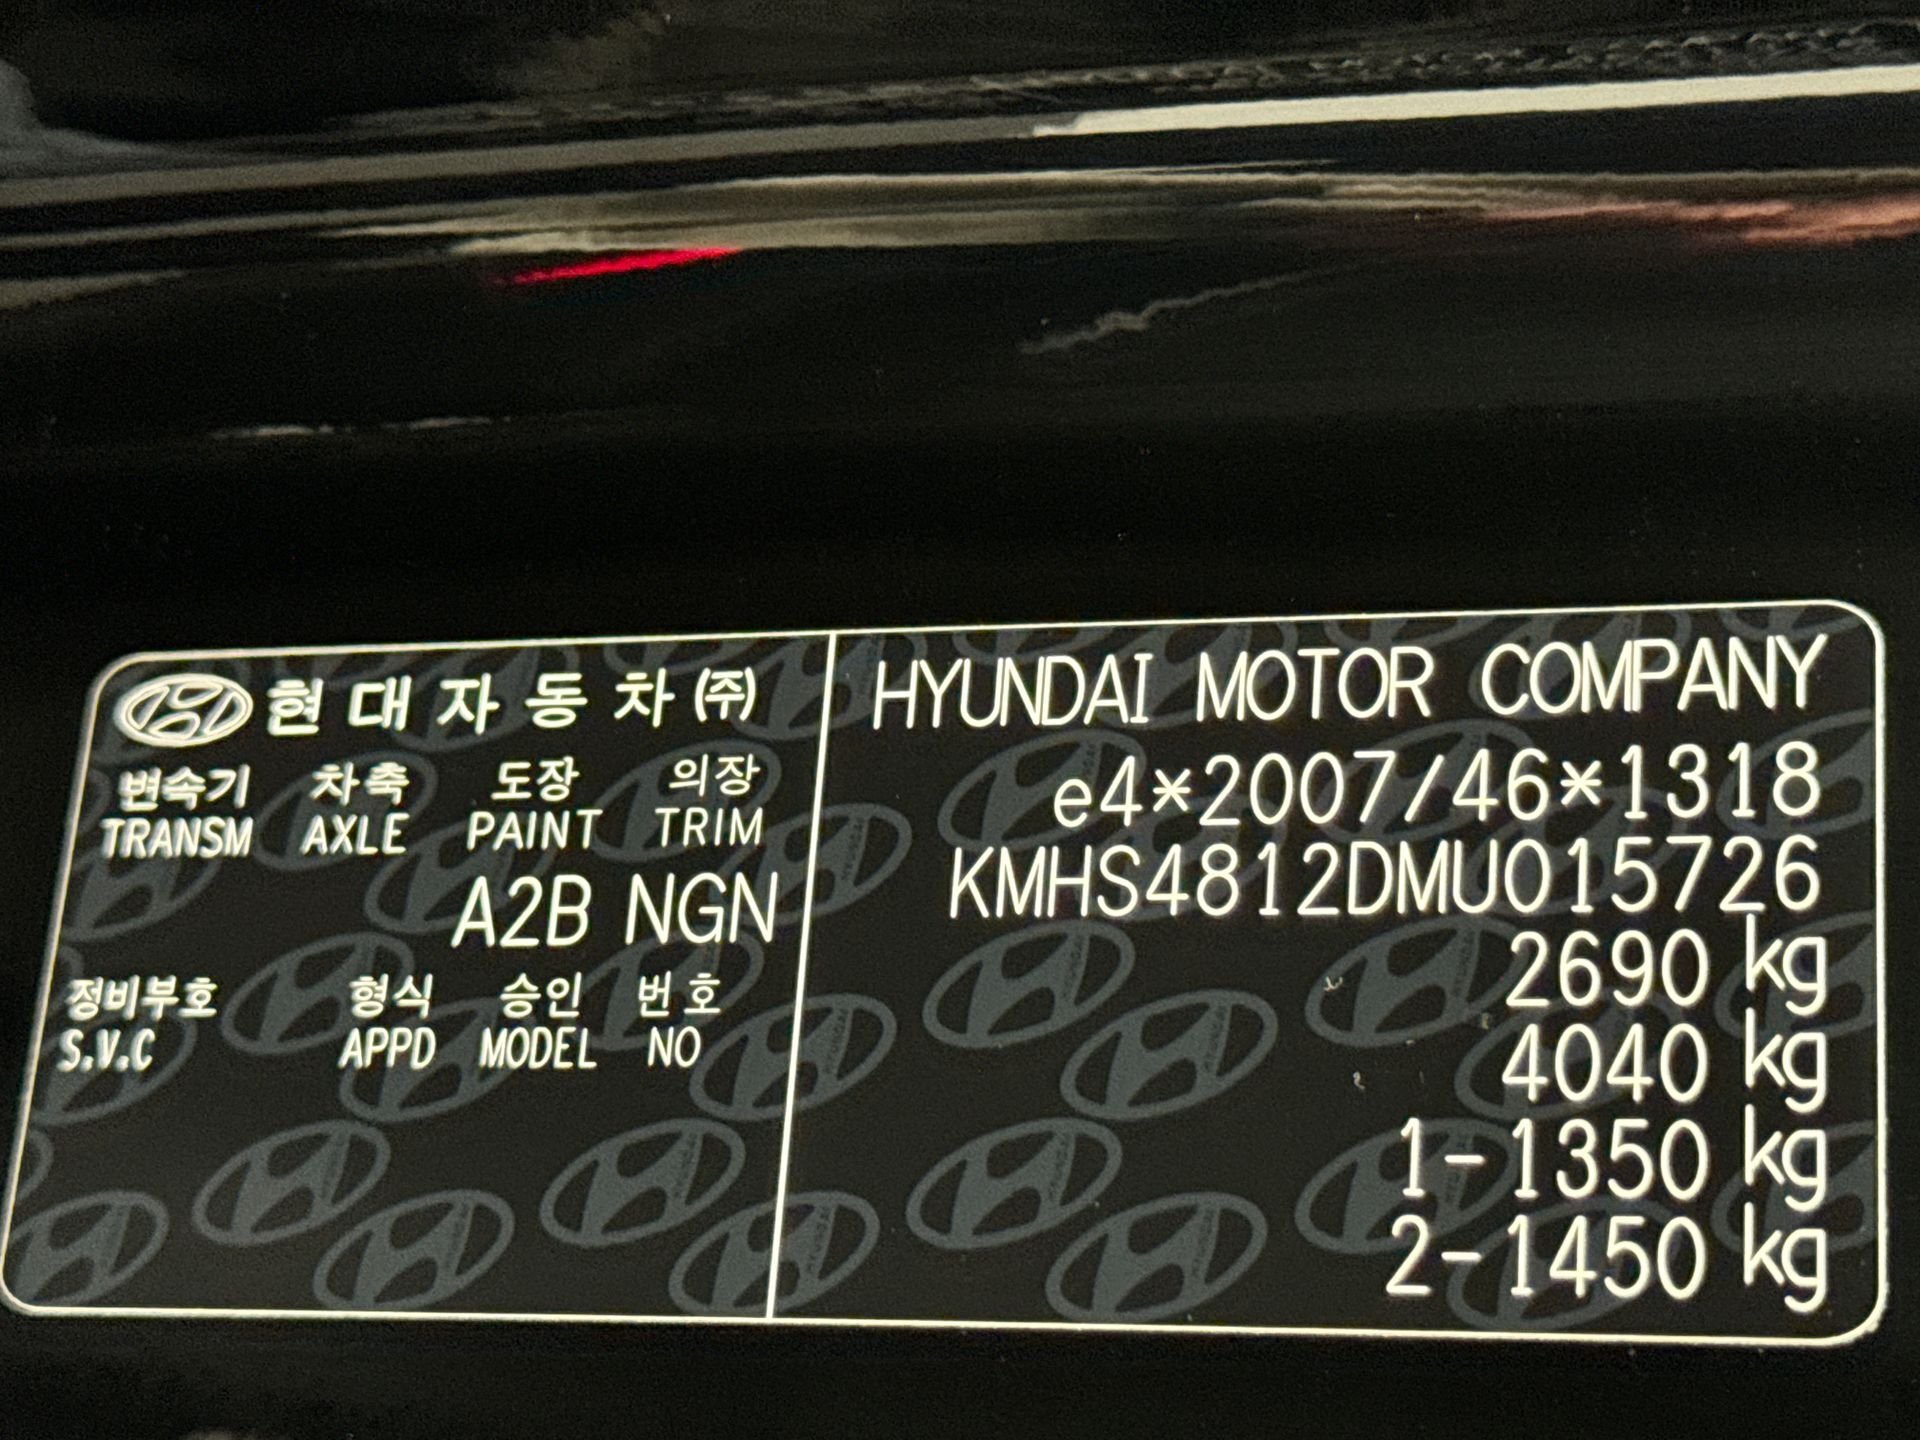 현대자동차(주)
변속기 차축 도장 의장
TRANSM AXLE PAINT TRIM
A2B NGN
정비부호 형식 승인 번호
S.V.C APPD MODEL NO
HYUNDAI MOTOR COMPANY
e4*2007/46*1318
KMHS4812DMU015726
2690 kg
4040 kg
1-1350 kg
2-1450 kg